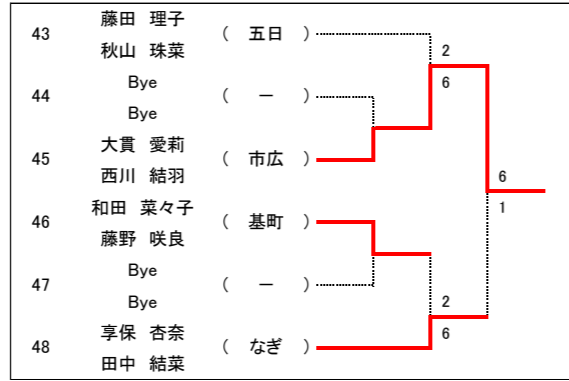 藤田 理子
43 ( 五日 )
秋山 珠菜
2
6
Bye
44 ( ー )
Bye
大貫 愛莉
45 ( 市広 )
西川 結羽
6
1
和田 菜々子
46 ( 基町 )
藤野 咲良
Bye
47 ( ー )
Bye
2
6
享保 杏奈
48 ( なぎ )
田中 結菜